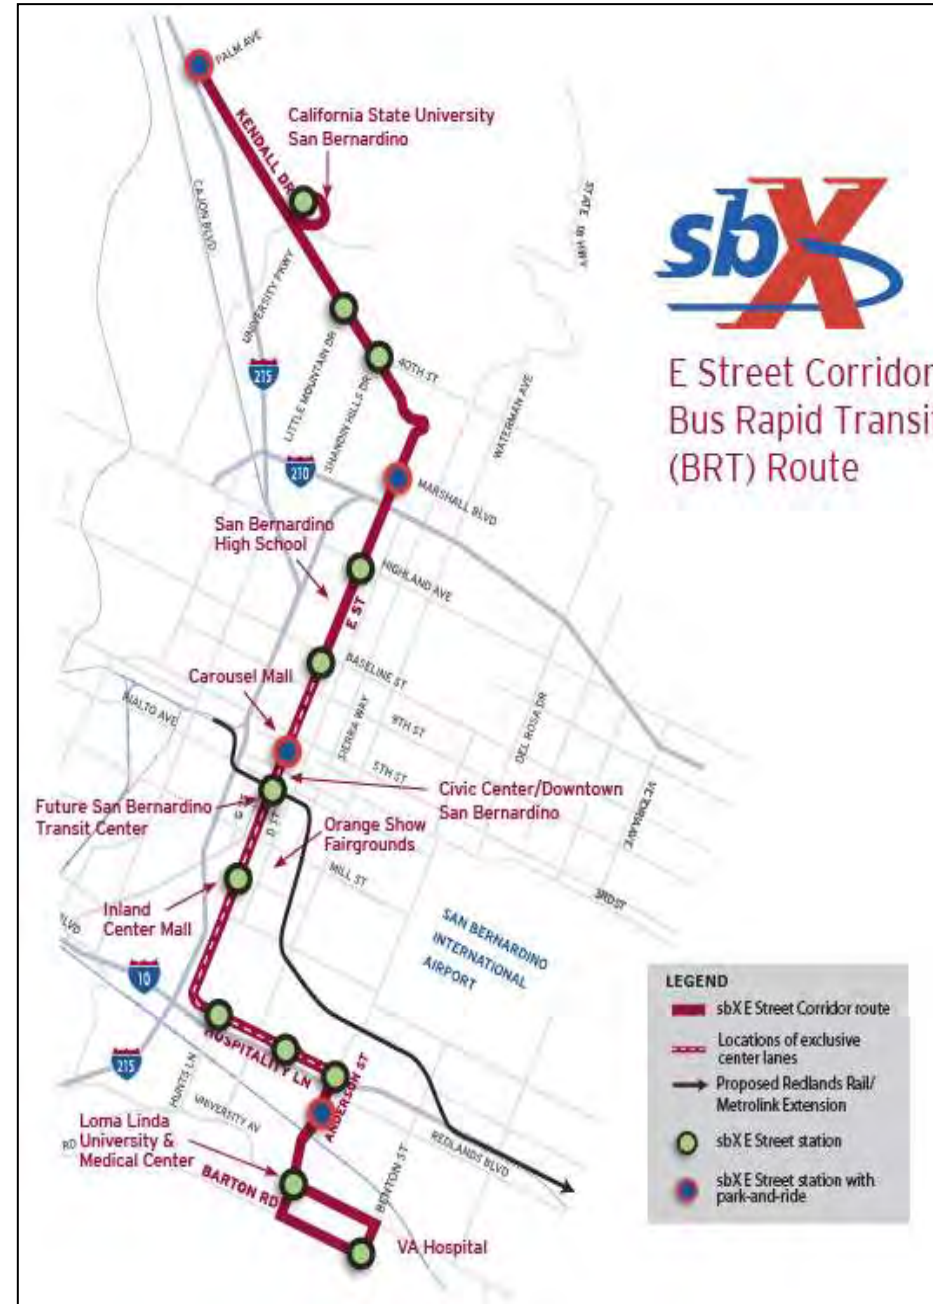 PALM AVE
KENDALL DR
California State University
San Bernardino
STATE 18 HWY
CAJON BLVD
sbX
UNIVERSITY PKWY
LITTLE MOUNTAIN DR
SHANDIN HILLS DR
40TH ST
WATERMAN AVE
215
210
E Street Corridor
Bus Rapid Transit
(BRT) Route
MARSHALL BLVD
San Bernardino
High School
HIGHLAND AVE
E ST
BASELINE ST
Carousel Mall
RIALTO AVE
SIERRA WAY
9TH ST
DEL ROSA DR
5TH ST
VICTORIA AVE
Civic Center/Downtown
San Bernardino
Future San Bernardino
Transit Center
G ST
D ST
Orange Show
Fairgrounds
MILL ST
3RD ST
Inland
Center Mall
BLVD
SAN BERNARDINO
INTERNATIONAL
AIRPORT
10
HOSPITALITY LN
215
HUNTS LN
ANDERSON ST
UNIVERSITY AV
REDLANDS BLVD
Loma Linda
University &
Medical Center
RD
BARTON RD
BENTON ST
VA Hospital
LEGEND
sbX E Street Corridor route
Locations of exclusive
center lanes
Proposed Redlands Rail/
Metrolink Extension
sbX E Street station
sbX E Street station with
park-and-ride